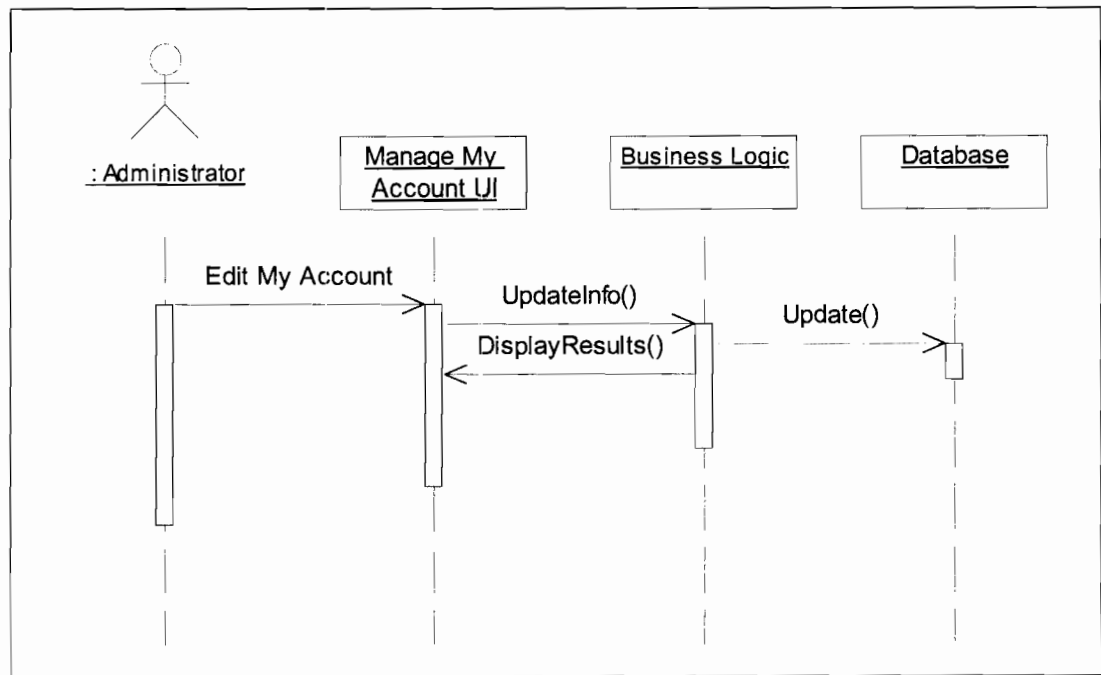 : Administrator
Manage My
Account UI
Business Logic
Database
Edit My Account
UpdateInfo()
Update()
DisplayResults()